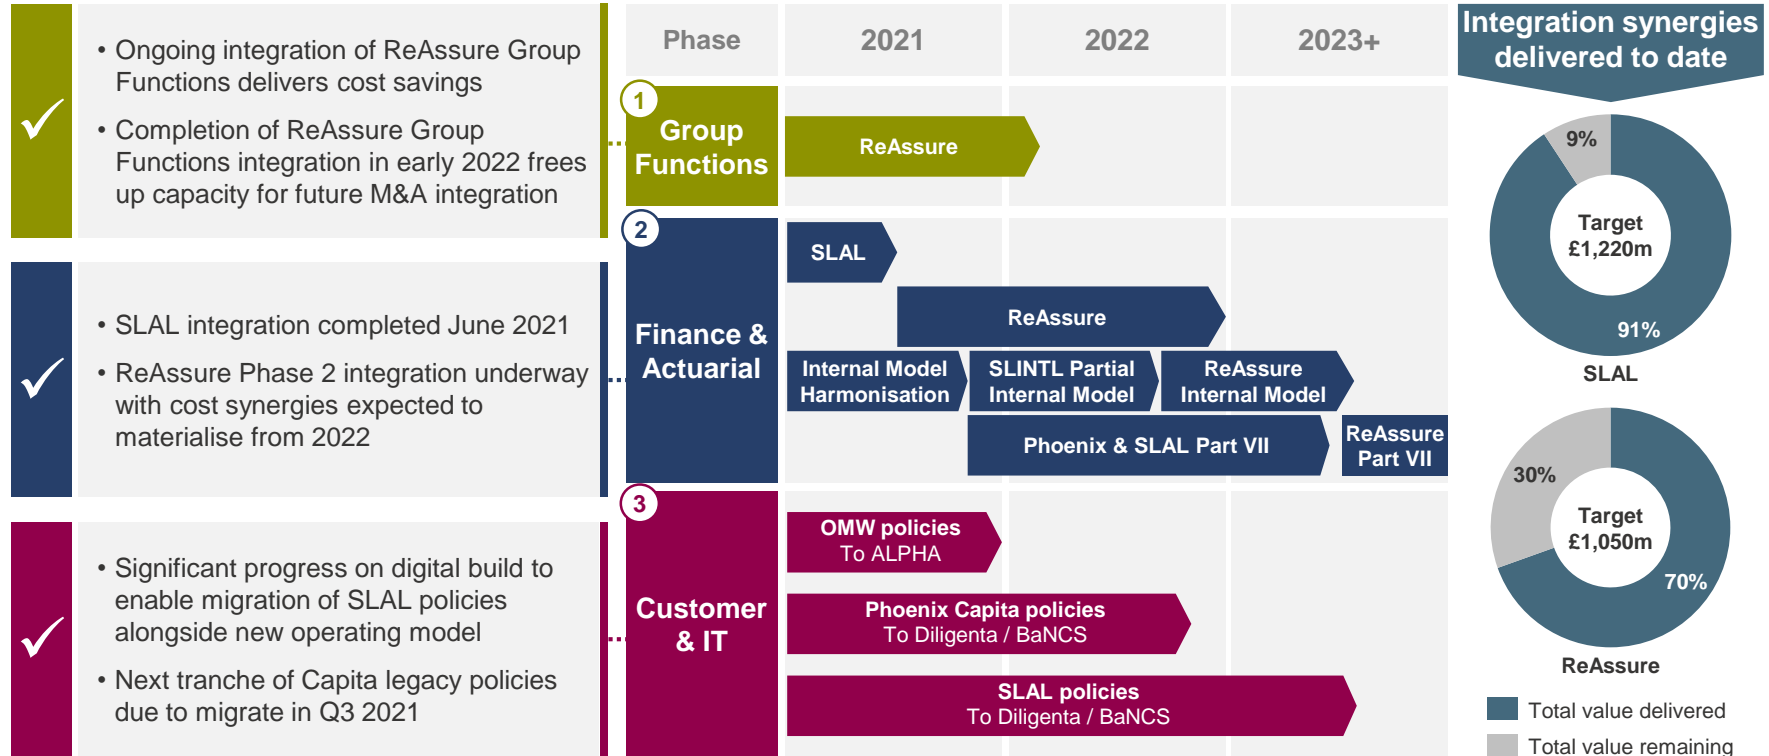 • Ongoing integration of ReAssure Group
Functions delivers cost savings
• Completion of ReAssure Group
Functions integration in early 2022 frees
up capacity for future M&A integration
• SLAL integration completed June 2021
• ReAssure Phase 2 integration underway
with cost synergies expected to
materialise from 2022
• Significant progress on digital build to
enable migration of SLAL policies
alongside new operating model
• Next tranche of Capita legacy policies
due to migrate in Q3 2021
Phase
2021
2022
2023+
1
Group
Functions
ReAssure
2
Finance &
Actuarial
SLAL
ReAssure
Internal Model
Harmonisation
SLINTL Partial
Internal Model
ReAssure
Internal Model
Phoenix & SLAL Part VII
ReAssure
Part VII
3
Customer
& IT
OMW policies
To ALPHA
Phoenix Capita policies
To Diligenta / BaNCS
SLAL policies
To Diligenta / BaNCS
Integration synergies
delivered to date
9%
Target
£1,220m
91%
SLAL
30%
Target
£1,050m
70%
ReAssure
Total value delivered
Total value remaining